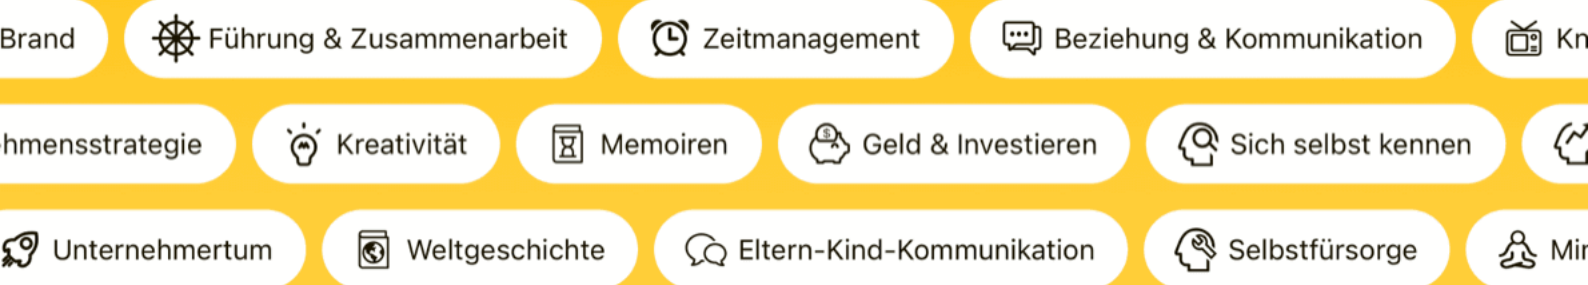 Brand Führung & Zusammenarbeit Zeitmanagement Beziehung & Kommunikation
Kreativität Memoiren Geld & Investieren Sich selbst kennen
Unternehmertum Weltgeschichte Eltern-Kind-Kommunikation Selbstfürsorge